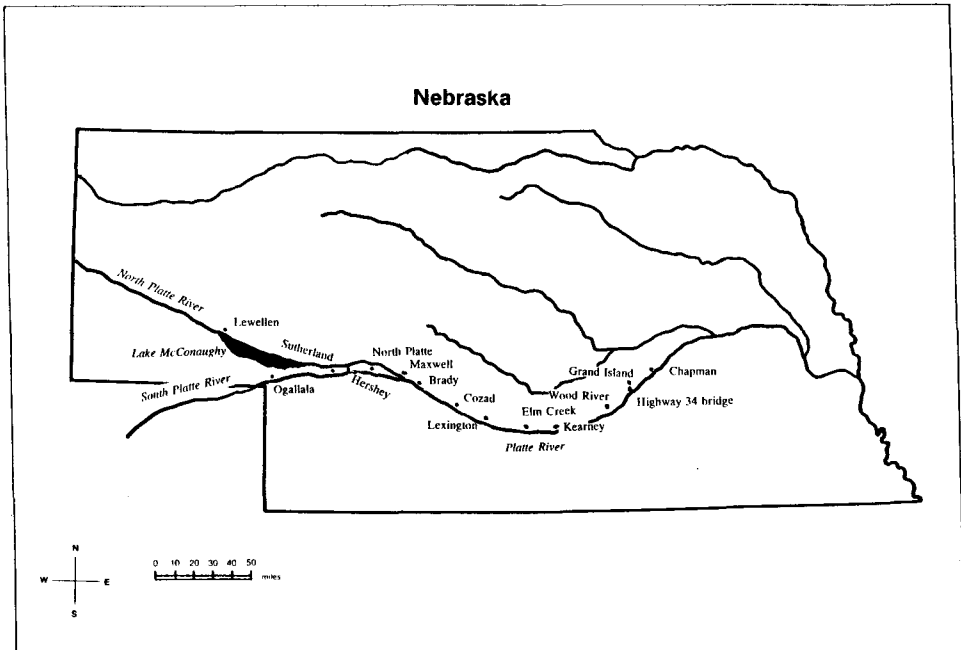 Nebraska
North Platte River
Lewellen
Lake McConaughy
Sutherland
North Platte
Maxwell
Brady
South Platte River
Ogallala
Hershey
Cozad
Lexington
Elm Creek
Kearney
Platte River
Wood River
Grand Island
Chapman
Highway 34 bridge
N
W E
S
0 10 20 30 40 50
miles